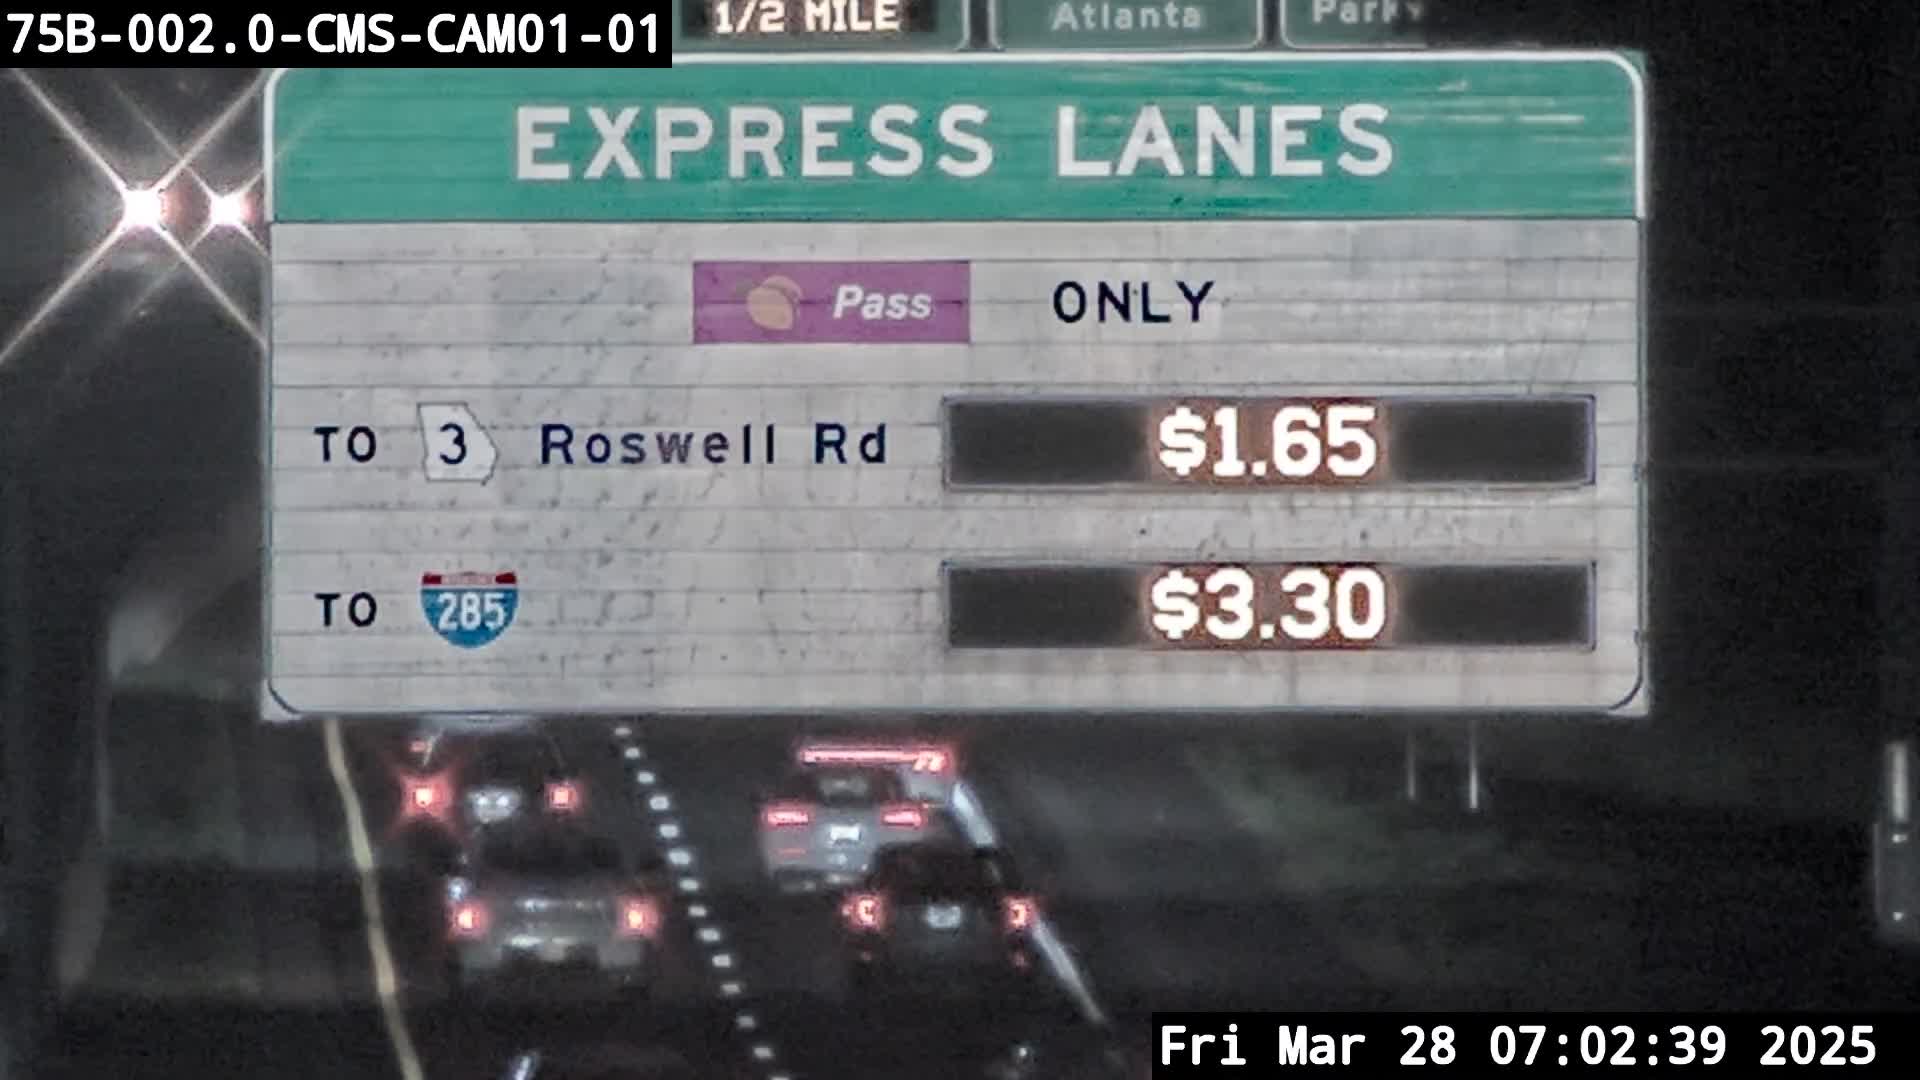 75B-002.0-CMS-CAM01-01
1/2 MILE
Atlanta
EXPRESS LANES
Pass ONLY
TO 3 Roswell Rd $1.65
TO 285 $3.30
Fri Mar 28 07:02:39 2025